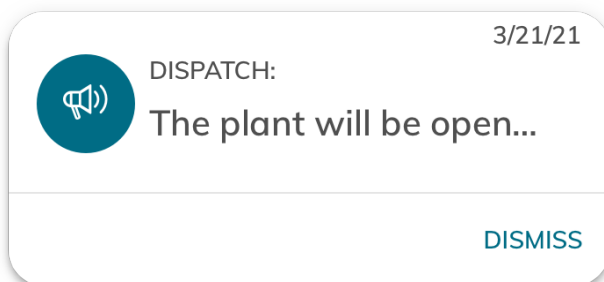 3/21/21
DISPATCH:
The plant will be open...
DISMISS